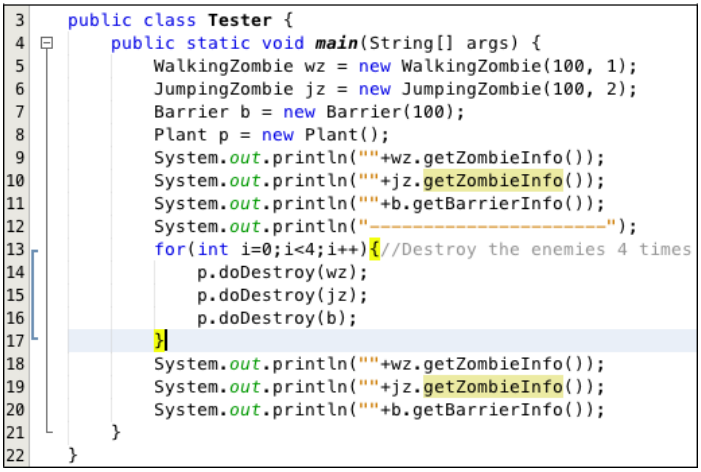 3 public class Tester {
4 public static void main(String[] args) {
5 WalkingZombie wz = new WalkingZombie(100, 1);
6 JumpingZombie jz = new JumpingZombie(100, 2);
7 Barrier b = new Barrier(100);
8 Plant p = new Plant();
9 System.out.println(""+wz.getZombieInfo());
10 System.out.println(""+jz.getZombieInfo());
11 System.out.println(""+b.getBarrierInfo());
12 System.out.println("----------------------");
13 for(int i=0;i<4;i++){//Destroy the enemies 4 times
14 p.doDestroy(wz);
15 p.doDestroy(jz);
16 p.doDestroy(b);
17 }
18 System.out.println(""+wz.getZombieInfo());
19 System.out.println(""+jz.getZombieInfo());
20 System.out.println(""+b.getBarrierInfo());
21 }
22 }